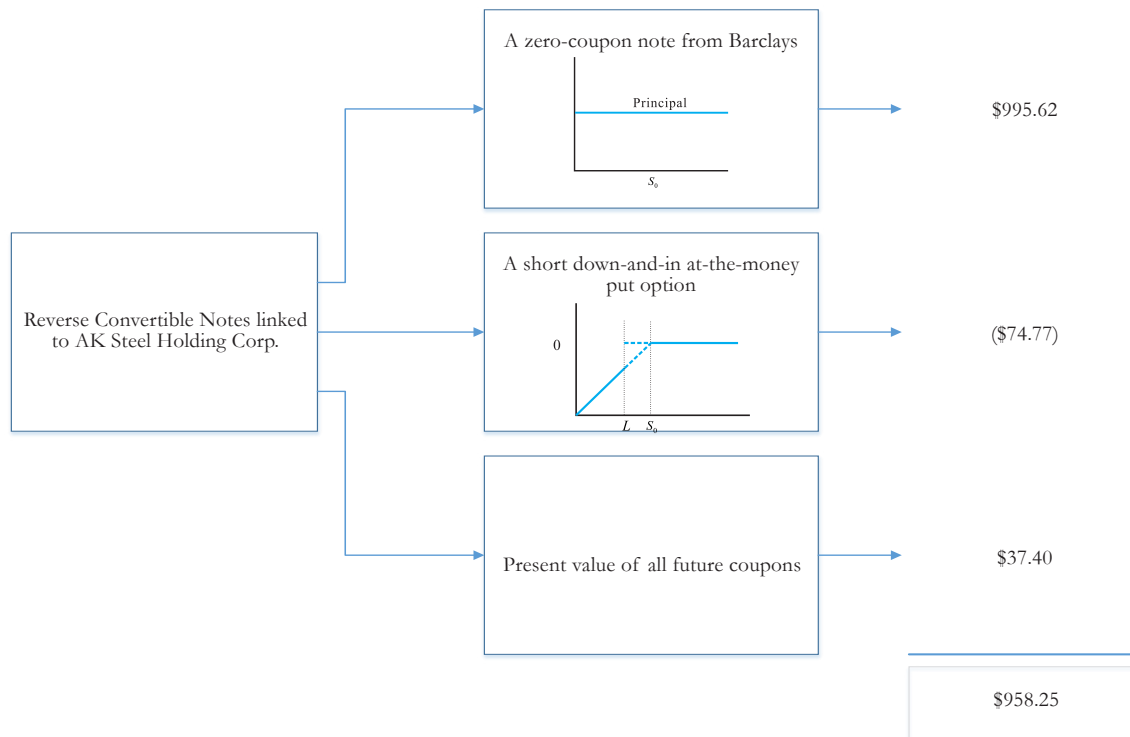 A zero-coupon note from Barclays
Principal
S₀
$995.62
Reverse Convertible Notes linked
to AK Steel Holding Corp.
A short down-and-in at-the-money
put option
0
L S₀
($74.77)
Present value of all future coupons
$37.40
$958.25